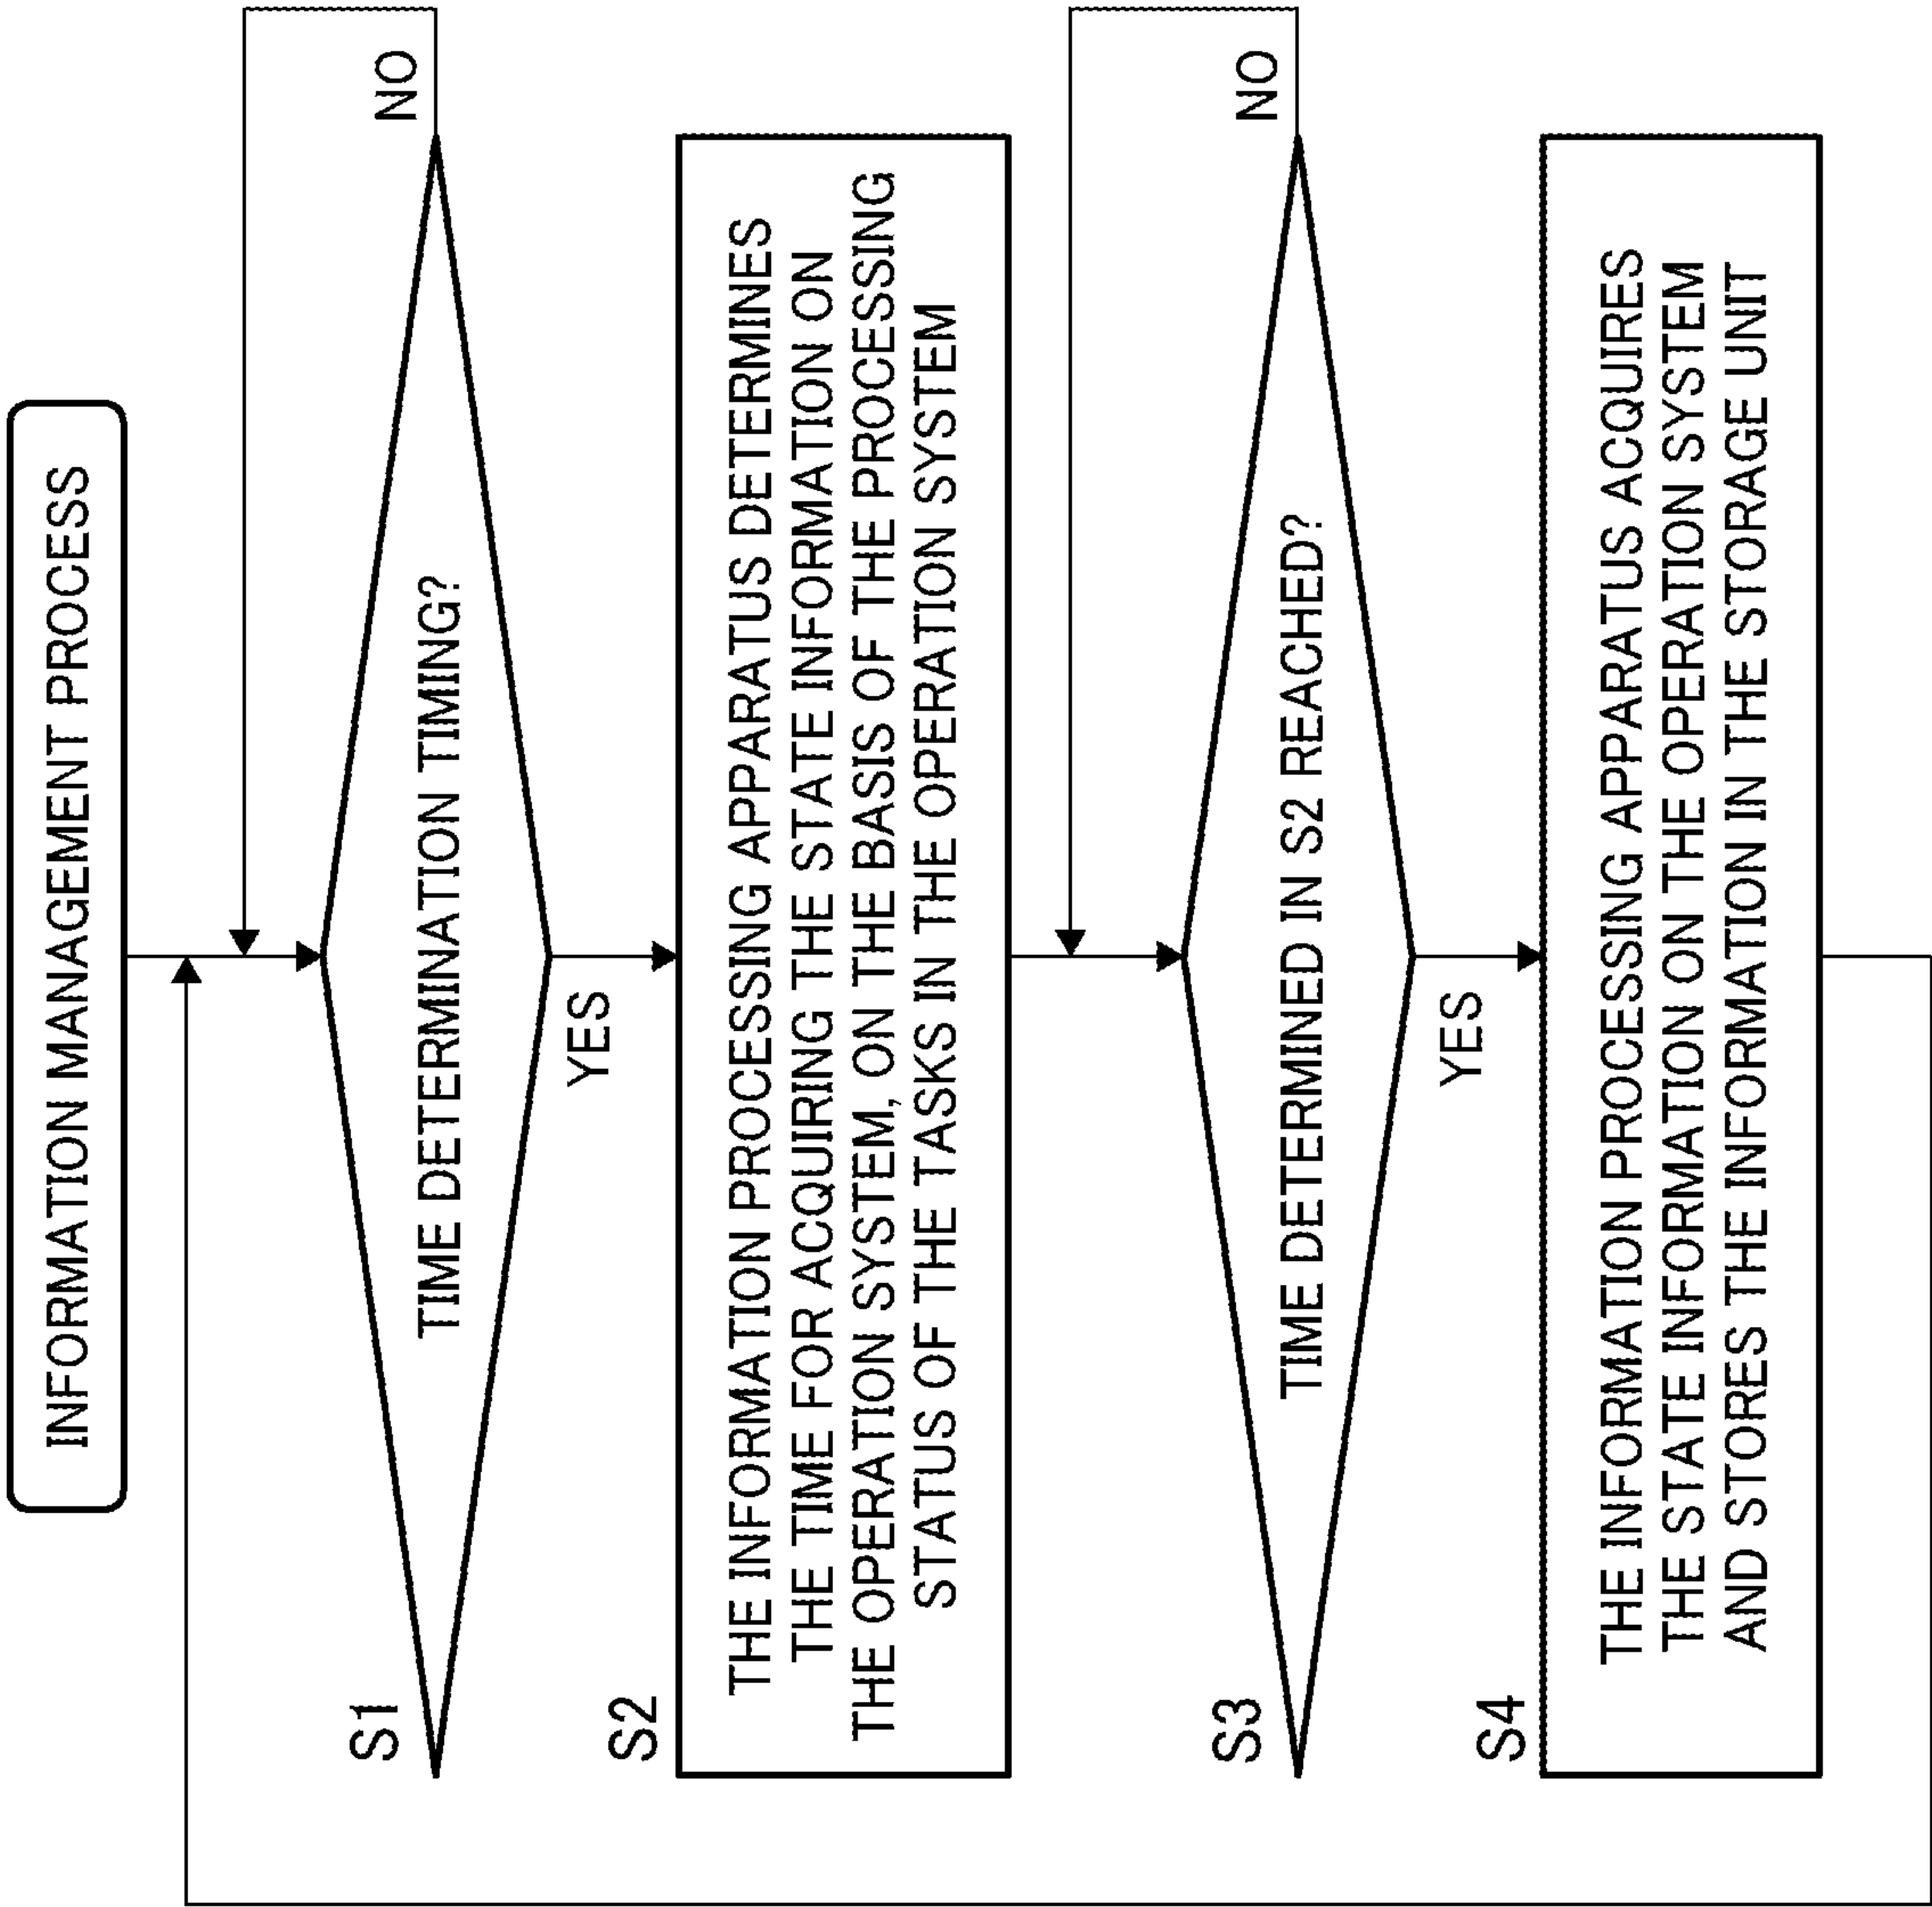 INFORMATION MANAGEMENT PROCESS
S1
TIME DETERMINATION TIMING?
NO
YES
S2
THE INFORMATION PROCESSING APPARATUS DETERMINES
THE TIME FOR ACQUIRING THE STATE INFORMATION ON
THE OPERATION SYSTEM, ON THE BASIS OF THE PROCESSING
STATUS OF THE TASKS IN THE OPERATION SYSTEM
S3
TIME DETERMINED IN S2 REACHED?
NO
YES
S4
THE INFORMATION PROCESSING APPARATUS ACQUIRES
THE STATE INFORMATION ON THE OPERATION SYSTEM
AND STORES THE INFORMATION IN THE STORAGE UNIT